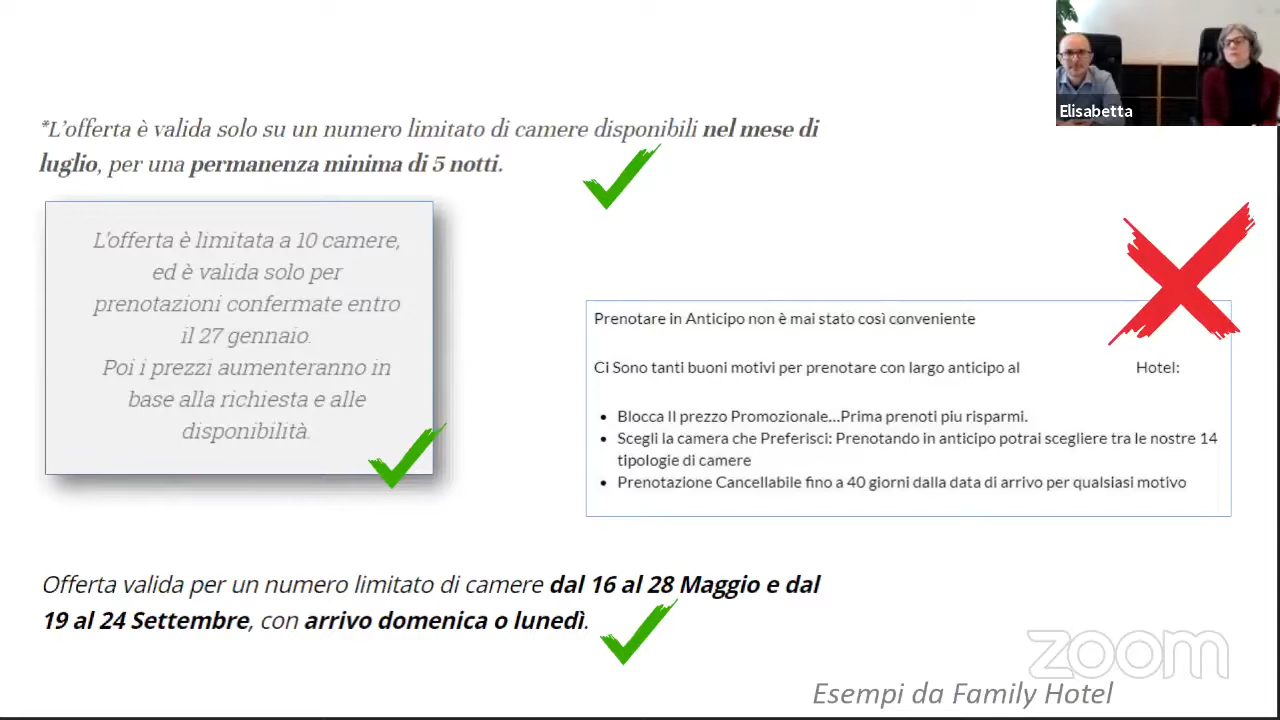 Elisabetta
*L'offerta è valida solo su un numero limitato di camere disponibili nel mese di
luglio, per una permanenza minima di 5 notti.
L'offerta è limitata a 10 camere,
ed è valida solo per
prenotazioni confermate entro
il 27 gennaio.
Poi i prezzi aumenteranno in
base alla richiesta e alle
disponibilità.
Prenotare in Anticipo non è mai stato così conveniente
Ci Sono tanti buoni motivi per prenotare con largo anticipo al Hotel:
• Blocca Il prezzo Promozionale...Prima prenoti piu risparmi.
• Scegli la camera che Preferisci: Prenotando in anticipo potrai scegliere tra le nostre 14
tipologie di camere
• Prenotazione Cancellabile fino a 40 giorni dalla data di arrivo per qualsiasi motivo
Offerta valida per un numero limitato di camere dal 16 al 28 Maggio e dal
19 al 24 Settembre, con arrivo domenica o lunedì.
zoom
Esempi da Family Hotel